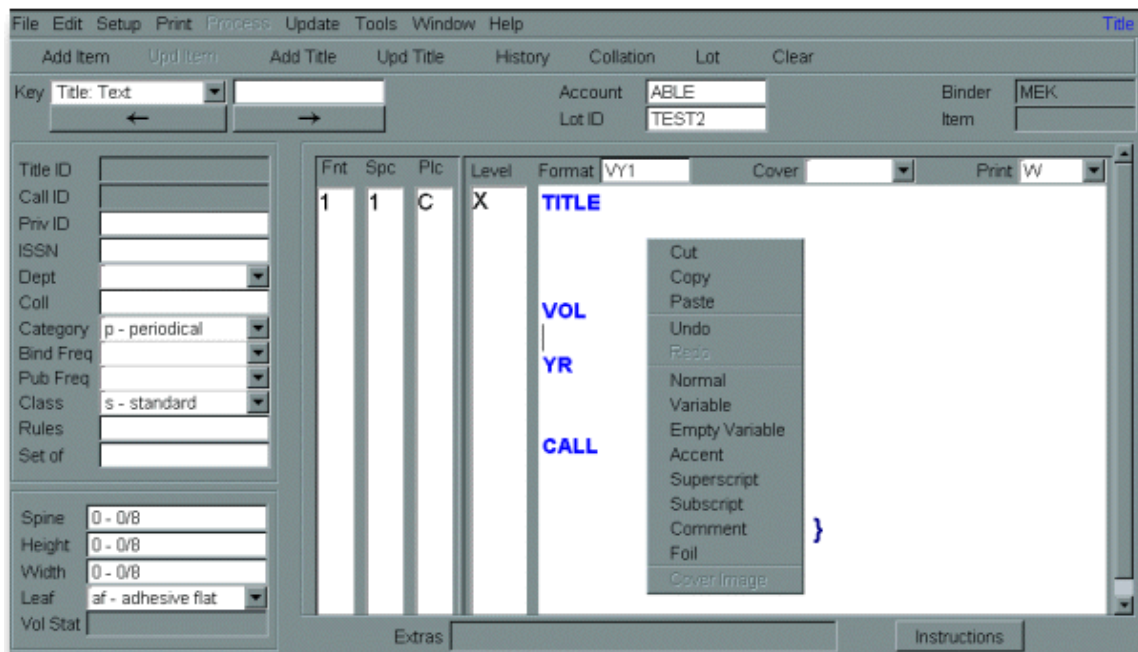 File Edit Setup Print Process Update Tools Window Help Title
Add Item Upd Item Add Title Upd Title History Collation Lot Clear
Key Title: Text Account ABLE Binder MEK
← → Lot ID TEST2 Item
Title ID
Call ID
Priv ID
ISSN
Dept
Coll
Category p - periodical
Bind Freq
Pub Freq
Class s - standard
Rules
Set of
Spine 0 - 0/8
Height 0 - 0/8
Width 0 - 0/8
Leaf af - adhesive flat
Vol Stat
Fnt Spc Plc Level Format VY1 Cover Print W
1 1 C X TITLE
VOL
YR
CALL
}
Cut
Copy
Paste
Undo
Redo
Normal
Variable
Empty Variable
Accent
Superscript
Subscript
Comment
Foil
Cover Image
Extras Instructions